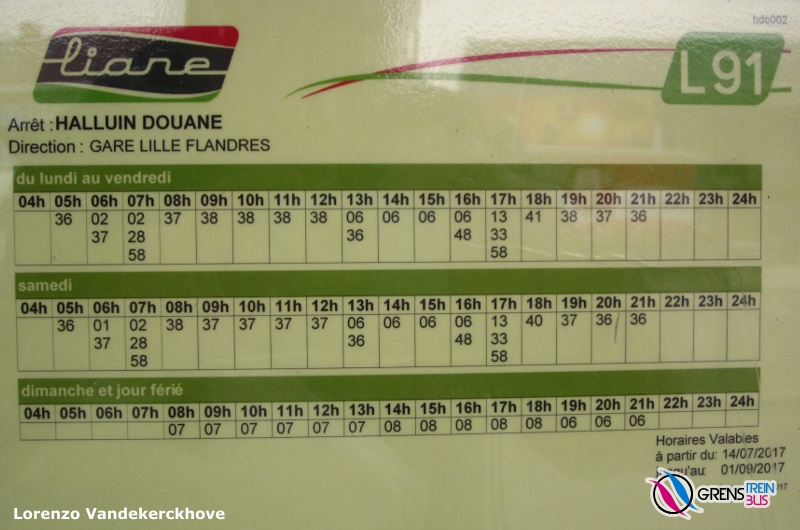 hdo002
liane
L 91
Arrêt : HALLUIN DOUANE
Direction : GARE LILLE FLANDRES
du lundi au vendredi
04h 05h 06h 07h 08h 09h 10h 11h 12h 13h 14h 15h 16h 17h 18h 19h 20h 21h 22h 23h 24h
36 02 02 37 38 38 38 38 06 06 06 06 13 41 38 37 36
37 28 36 48 33
58 58
samedi
04h 05h 06h 07h 08h 09h 10h 11h 12h 13h 14h 15h 16h 17h 18h 19h 20h 21h 22h 23h 24h
36 01 02 38 37 37 37 37 06 06 06 06 13 40 37 36 36
37 28 36 48 33
58 58
dimanche et jour férié
04h 05h 06h 07h 08h 09h 10h 11h 12h 13h 14h 15h 16h 17h 18h 19h 20h 21h 22h 23h 24h
07 07 07 07 07 07 08 08 08 08 08 06 06 06
Horaires Valables
à partir du: 14/07/2017
jusqu'au: 01/09/2017
GRENS TREIN BUS
Lorenzo Vandekerckhove